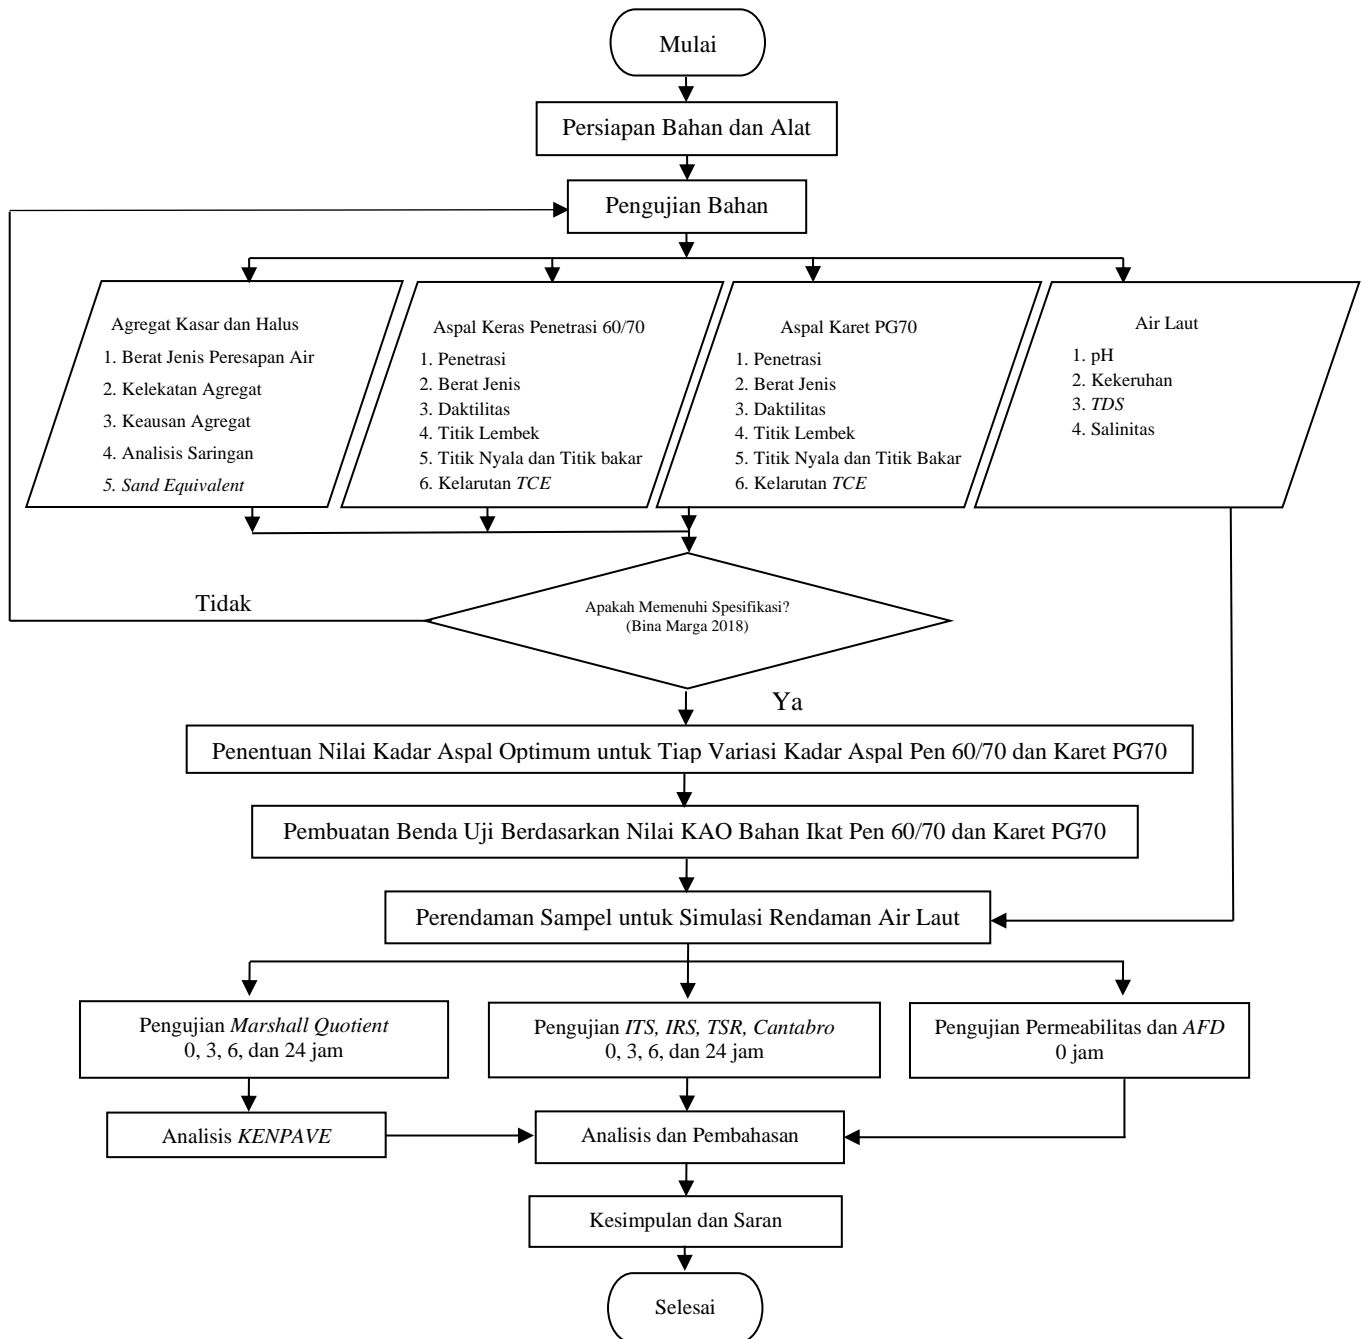 Mulai
Persiapan Bahan dan Alat
Pengujian Bahan
Agregat Kasar dan Halus
1. Berat Jenis Peresapan Air
2. Kelekatan Agregat
3. Keausan Agregat
4. Analisis Saringan
5. Sand Equivalent
Aspal Keras Penetrasi 60/70
1. Penetrasi
2. Berat Jenis
3. Daktilitas
4. Titik Lembek
5. Titik Nyala dan Titik bakar
6. Kelarutan TCE
Aspal Karet PG70
1. Penetrasi
2. Berat Jenis
3. Daktilitas
4. Titik Lembek
5. Titik Nyala dan Titik Bakar
6. Kelarutan TCE
Air Laut
1. pH
2. Kekeruhan
3. TDS
4. Salinitas
Apakah Memenuhi Spesifikasi?
(Bina Marga 2018)
Tidak
Ya
Penentuan Nilai Kadar Aspal Optimum untuk Tiap Variasi Kadar Aspal Pen 60/70 dan Karet PG70
Pembuatan Benda Uji Berdasarkan Nilai KAO Bahan Ikat Pen 60/70 dan Karet PG70
Perendaman Sampel untuk Simulasi Rendaman Air Laut
Pengujian Marshall Quotient
0, 3, 6, dan 24 jam
Pengujian ITS, IRS, TSR, Cantabro
0, 3, 6, dan 24 jam
Pengujian Permeabilitas dan AFD
0 jam
Analisis KENPAVE
Analisis dan Pembahasan
Kesimpulan dan Saran
Selesai